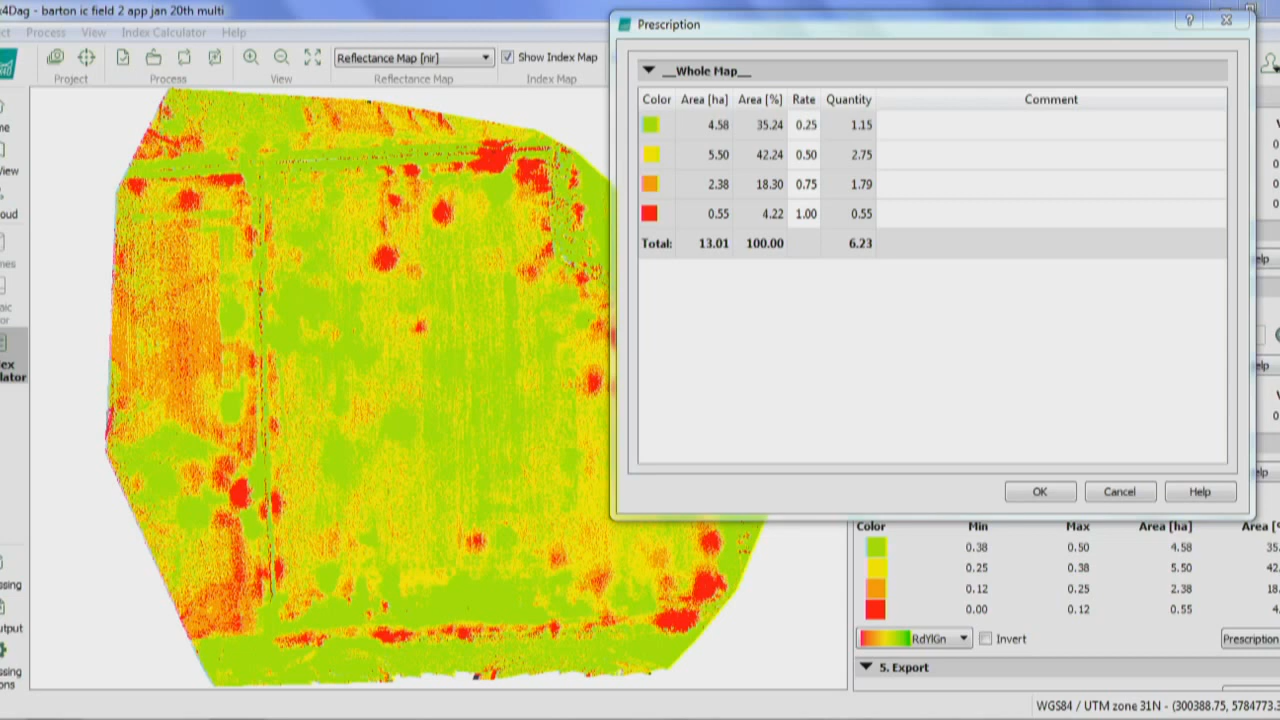 x4Dag - barton ic field 2 app jan 20th multi
Process View Index Calculator Help
Reflectance Map [nir] Show Index Map
Project Process View Reflectance Map Index Map
Prescription
__Whole Map__
Color Area [ha] Area [%] Rate Quantity Comment
4.58 35.24 0.25 1.15
5.50 42.24 0.50 2.75
2.38 18.30 0.75 1.79
0.55 4.22 1.00 0.55
Total: 13.01 100.00 6.23
OK Cancel Help
Color Min Max Area [ha] Area [%
0.38 0.50 4.58 35.
0.25 0.38 5.50 42.
0.12 0.25 2.38 18.
0.00 0.12 0.55 4.
RdYlGn Invert Prescription
5. Export
WGS84 / UTM zone 31N - (300388.75, 5784773.3